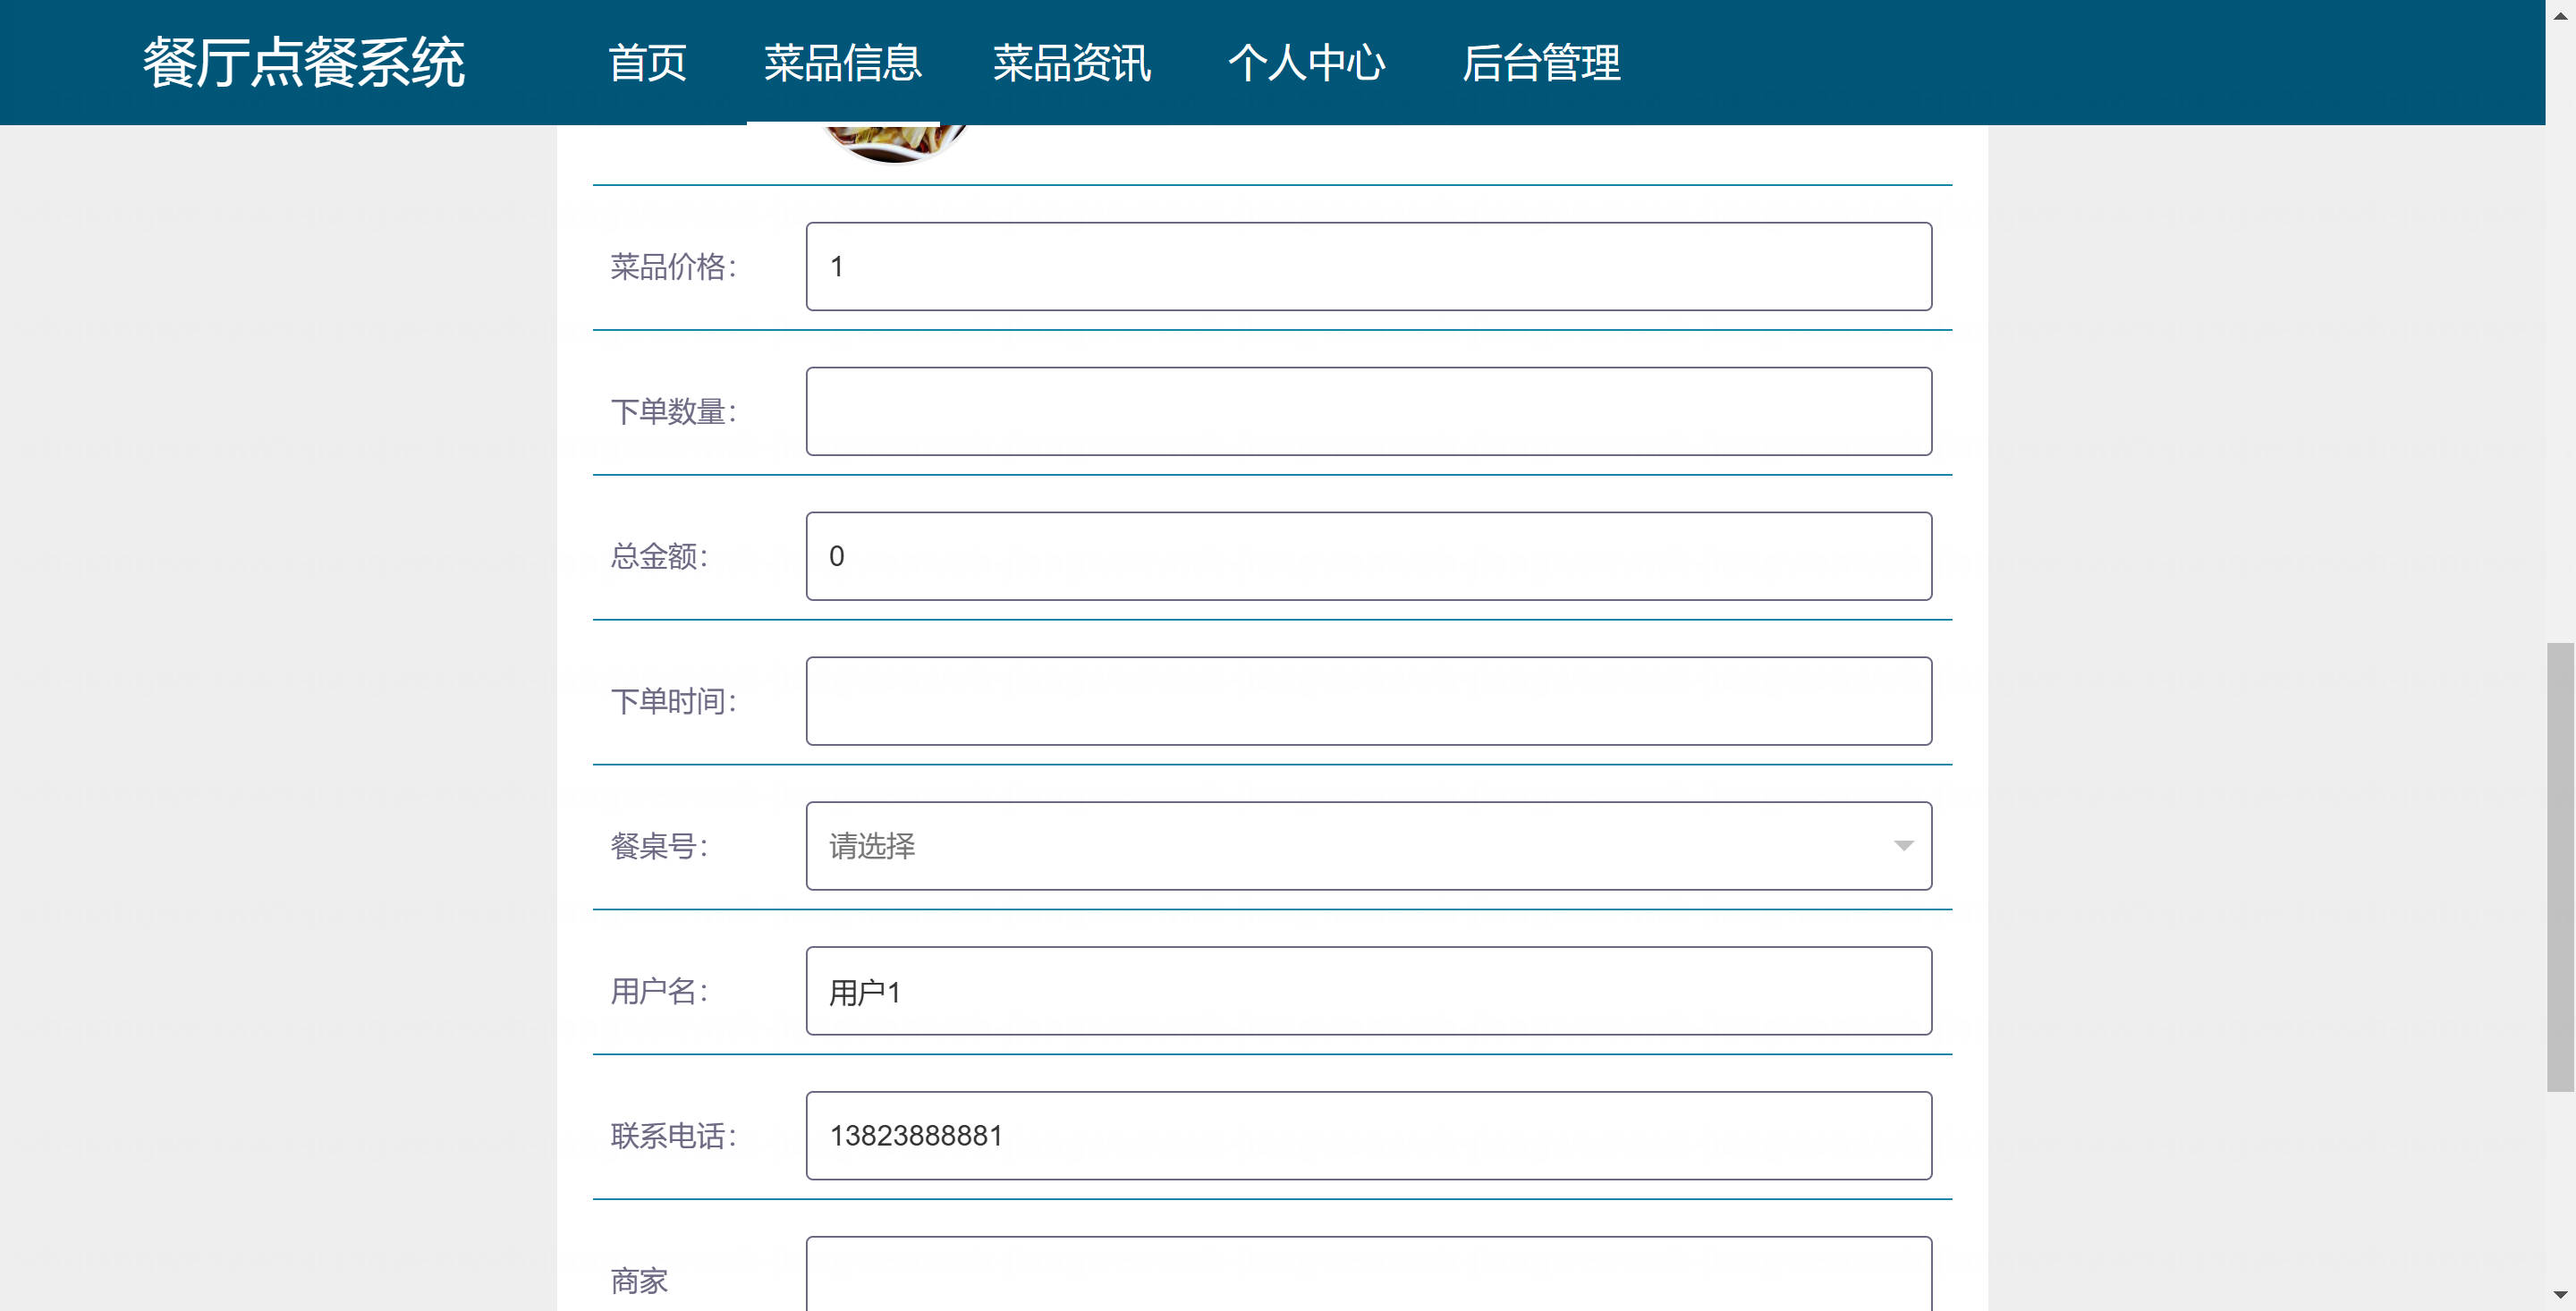 餐厅点餐系统 首页 菜品信息 菜品资讯 个人中心 后台管理
菜品价格： 1
下单数量：
总金额： 0
下单时间：
餐桌号： 请选择
用户名： 用户1
联系电话： 13823888881
商家